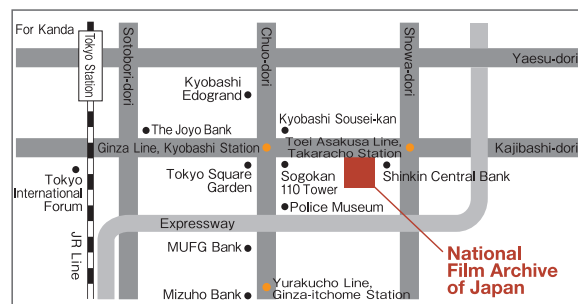 For Kanda
Tokyo Station
Sotobori-dori
Chuo-dori
Showa-dori
Yaesu-dori
Kyobashi
Edogrand
The Joyo Bank
Kyobashi Sousei-kan
Ginza Line, Kyobashi Station
Toei Asakusa Line,
Takaracho Station
Kajibashi-dori
Tokyo
International
Forum
Tokyo Square
Garden
Sogokan
110 Tower
Shinkin Central Bank
Police Museum
Expressway
JR Line
MUFG Bank
National
Film Archive
of Japan
Yurakucho Line,
Ginza-itchome Station
Mizuho Bank